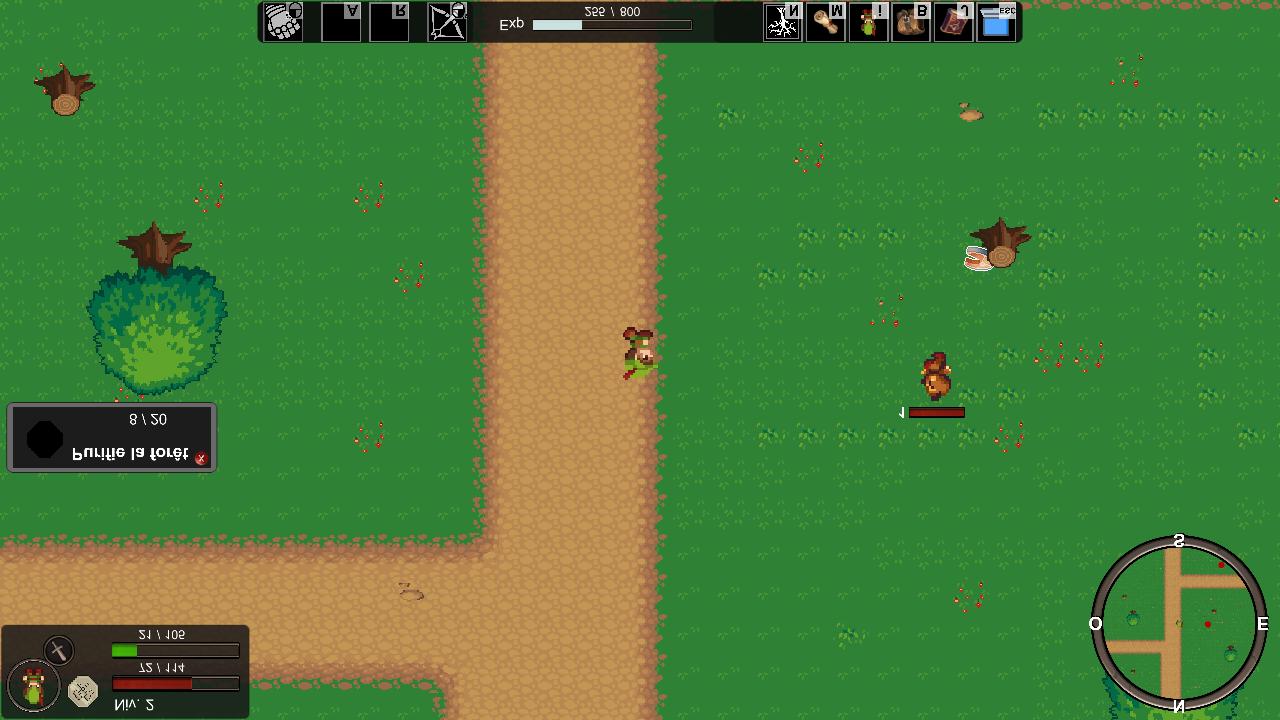 Niv. 2
72 / 114
21 / 105
N
O
E
S
Purifie la forêt
X
8 / 20
1
A
R
Exp
255 / 800
N
M
I
B
J
ESC